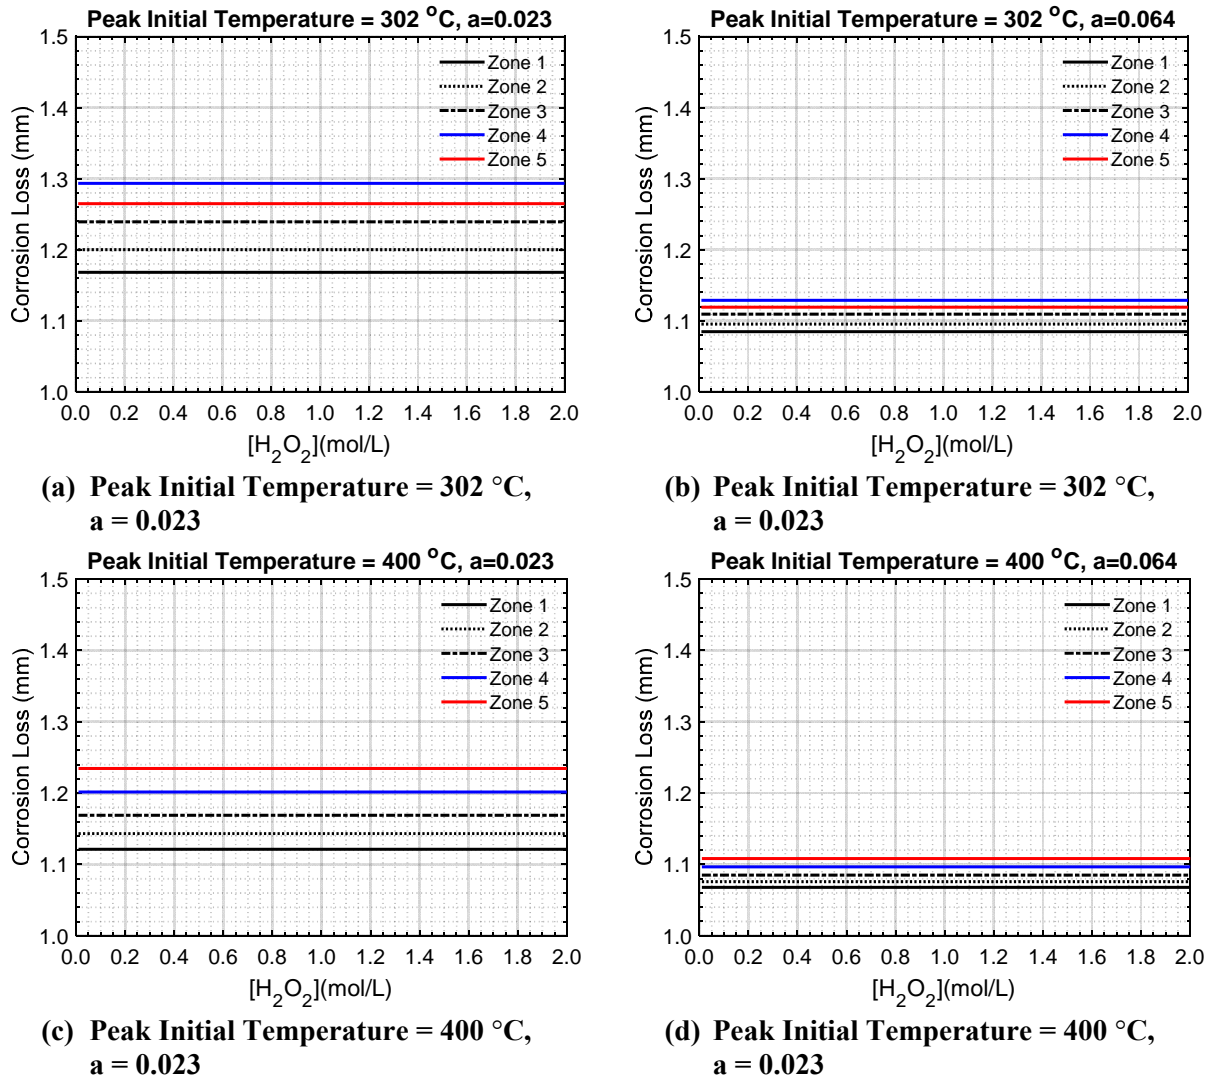 Peak Initial Temperature = 302 °C, a=0.023
1.5
1.4
1.3
1.2
1.1
1.0
Corrosion Loss (mm)
Zone 1
Zone 2
Zone 3
Zone 4
Zone 5
0.0 0.2 0.4 0.6 0.8 1.0 1.2 1.4 1.6 1.8 2.0
[H₂O₂](mol/L)
(a) Peak Initial Temperature = 302 °C,
a = 0.023
Peak Initial Temperature = 302 °C, a=0.064
1.5
1.4
1.3
1.2
1.1
1.0
Corrosion Loss (mm)
Zone 1
Zone 2
Zone 3
Zone 4
Zone 5
0.0 0.2 0.4 0.6 0.8 1.0 1.2 1.4 1.6 1.8 2.0
[H₂O₂](mol/L)
(b) Peak Initial Temperature = 302 °C,
a = 0.023
Peak Initial Temperature = 400 °C, a=0.023
1.5
1.4
1.3
1.2
1.1
1.0
Corrosion Loss (mm)
Zone 1
Zone 2
Zone 3
Zone 4
Zone 5
0.0 0.2 0.4 0.6 0.8 1.0 1.2 1.4 1.6 1.8 2.0
[H₂O₂](mol/L)
(c) Peak Initial Temperature = 400 °C,
a = 0.023
Peak Initial Temperature = 400 °C, a=0.064
1.5
1.4
1.3
1.2
1.1
1.0
Corrosion Loss (mm)
Zone 1
Zone 2
Zone 3
Zone 4
Zone 5
0.0 0.2 0.4 0.6 0.8 1.0 1.2 1.4 1.6 1.8 2.0
[H₂O₂](mol/L)
(d) Peak Initial Temperature = 400 °C,
a = 0.023